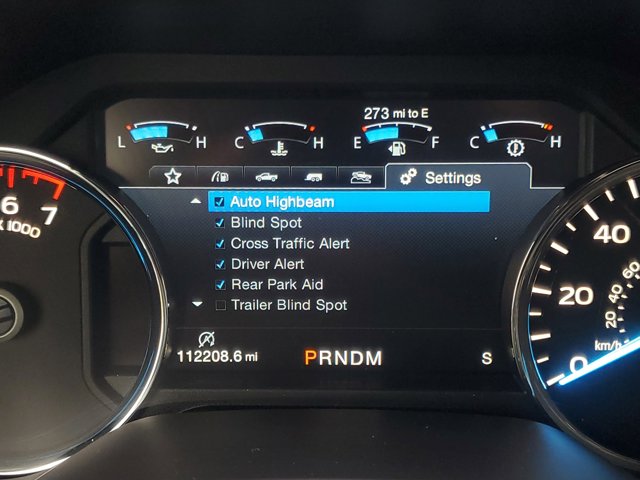 273 mi to E
L H C H E F C H
Settings
Auto Highbeam
Blind Spot
Cross Traffic Alert
Driver Alert
Rear Park Aid
Trailer Blind Spot
112208.6 mi PRNDM S
6 7
X 1000
40
20
0
60
40
20
km/h